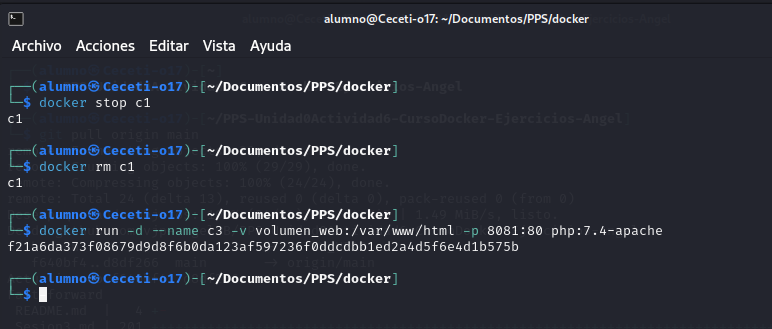 alumno@Ceceti-o17: ~/Documentos/PPS/docker
Archivo Acciones Editar Vista Ayuda
┌──(alumno㉿Ceceti-o17)-[~/Documentos/PPS/docker]
└─$ docker stop c1
c1
┌──(alumno㉿Ceceti-o17)-[~/Documentos/PPS/docker]
└─$ docker rm c1
c1
┌──(alumno㉿Ceceti-o17)-[~/Documentos/PPS/docker]
└─$ docker run -d --name c3 -v volumen_web:/var/www/html -p 8081:80 php:7.4-apache
f21a6da373f08679d9d8f6b0da123af597236f0ddcdbb1ed2a4d5f6e4d1b575b
┌──(alumno㉿Ceceti-o17)-[~/Documentos/PPS/docker]
└─$